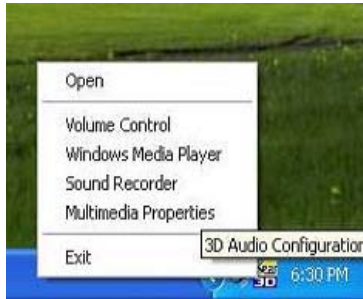 Open
Volume Control
Windows Media Player
Sound Recorder
Multimedia Properties
Exit
3D Audio Configuration
3D
6:30 PM